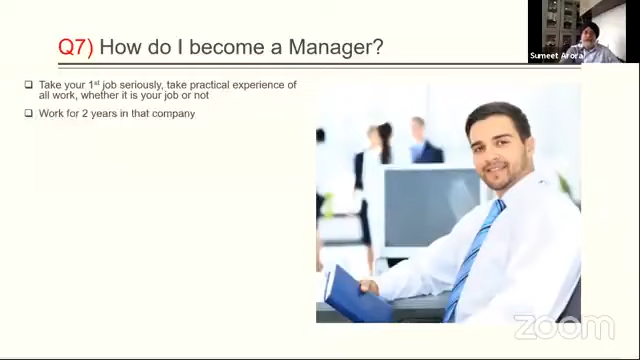 Q7) How do I become a Manager?
Sumeet Arora
❑ Take your 1st job seriously, take practical experience of
all work, whether it is your job or not
❑ Work for 2 years in that company
zoom